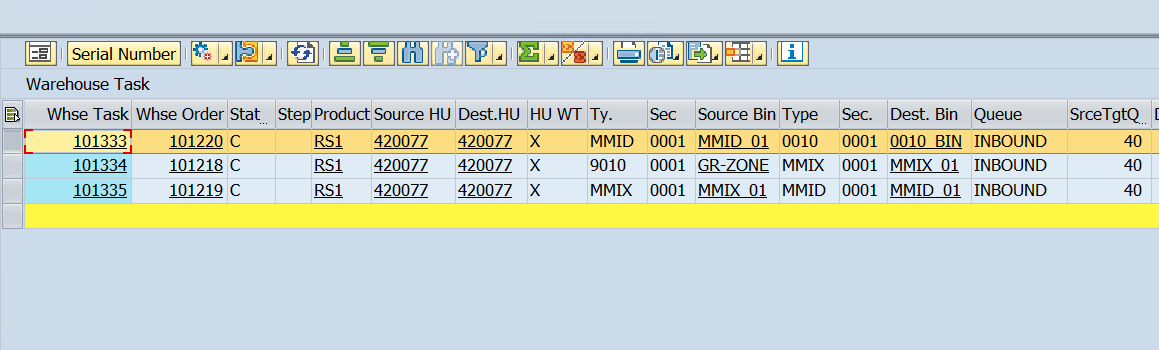 Serial Number
Warehouse Task
Whse Task Whse Order Stat Step Product Source HU Dest.HU HU WT Ty. Sec Source Bin Type Sec. Dest. Bin Queue SrceTgtQ
101333 101220 C RS1 420077 420077 X MMID 0001 MMID_01 0010 0001 0010_BIN INBOUND 40
101334 101218 C RS1 420077 420077 X 9010 0001 GR-ZONE MMIX 0001 MMIX_01 INBOUND 40
101335 101219 C RS1 420077 420077 X MMIX 0001 MMIX_01 MMID 0001 MMID_01 INBOUND 40